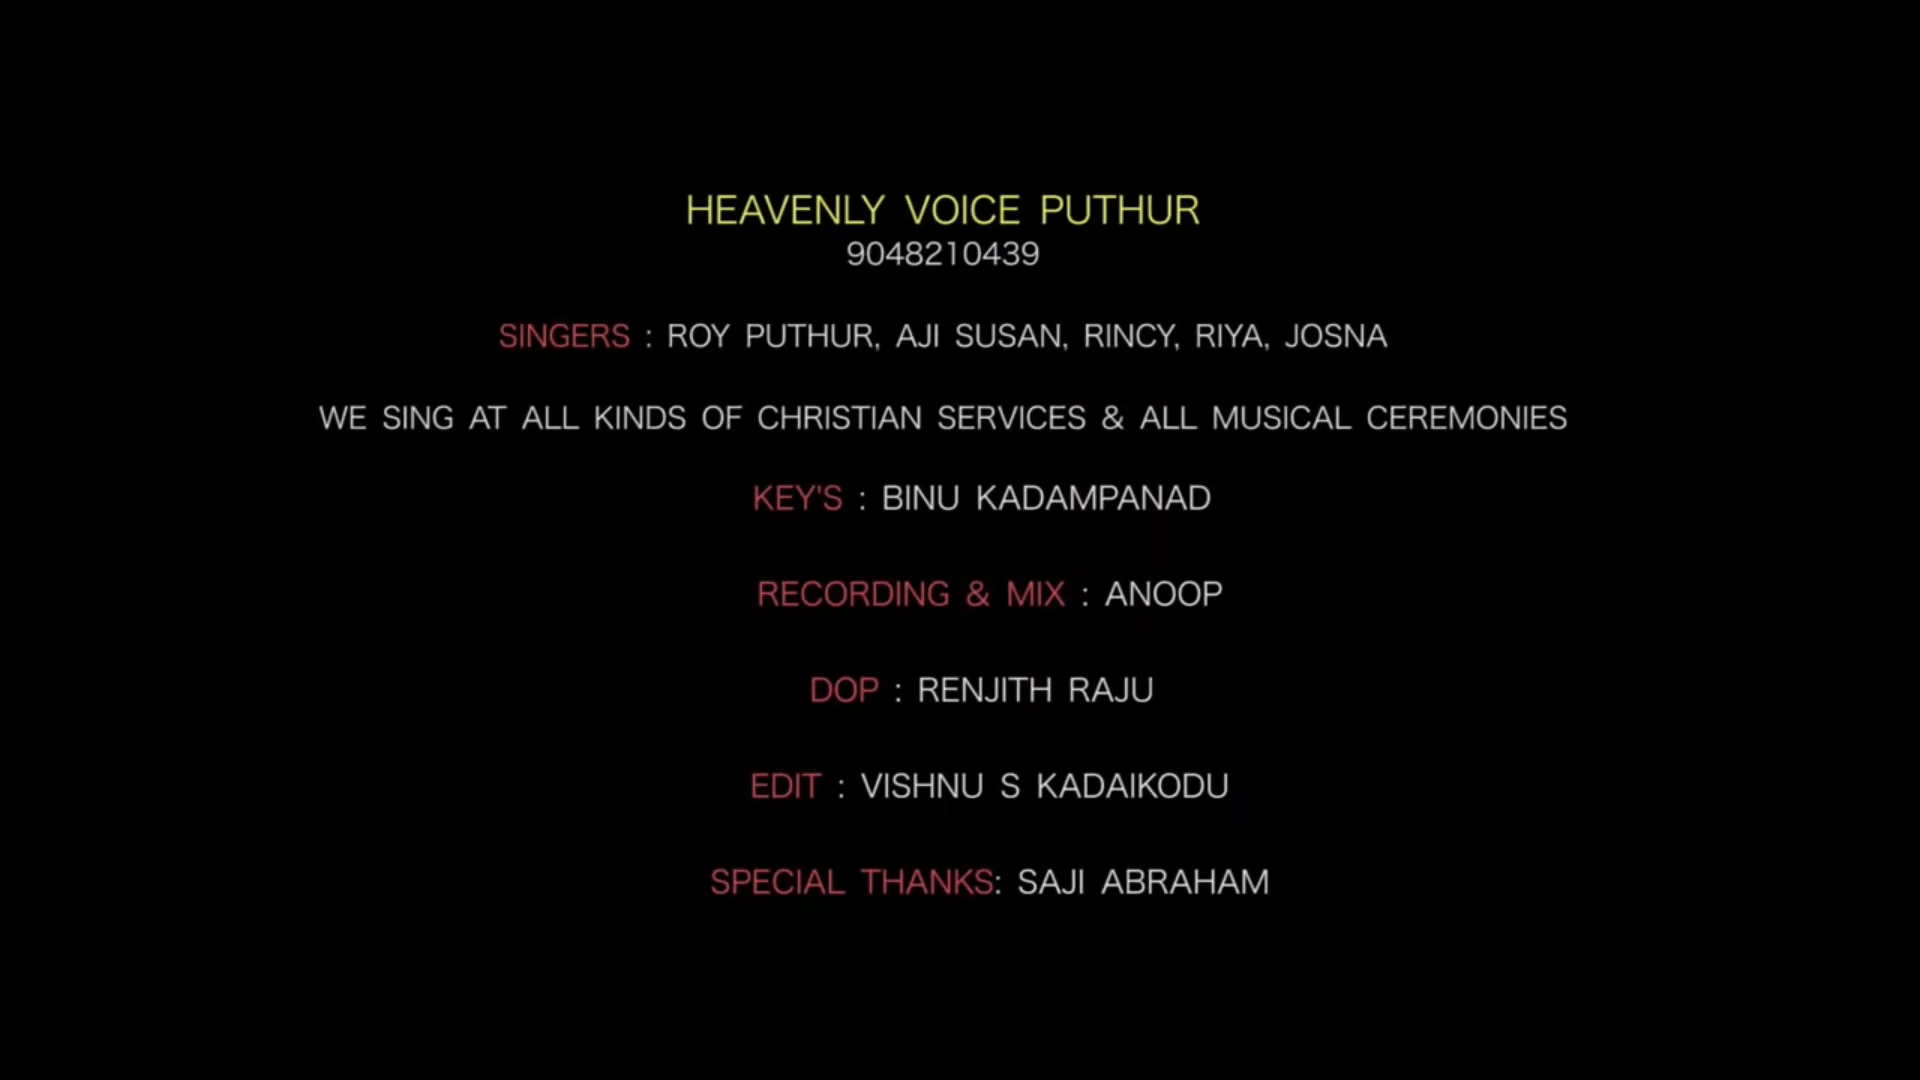 HEAVENLY VOICE PUTHUR
9048210439
SINGERS : ROY PUTHUR, AJI SUSAN, RINCY, RIYA, JOSNA
WE SING AT ALL KINDS OF CHRISTIAN SERVICES & ALL MUSICAL CEREMONIES
KEY'S : BINU KADAMPANAD
RECORDING & MIX : ANOOP
DOP : RENJITH RAJU
EDIT : VISHNU S KADAIKODU
SPECIAL THANKS: SAJI ABRAHAM